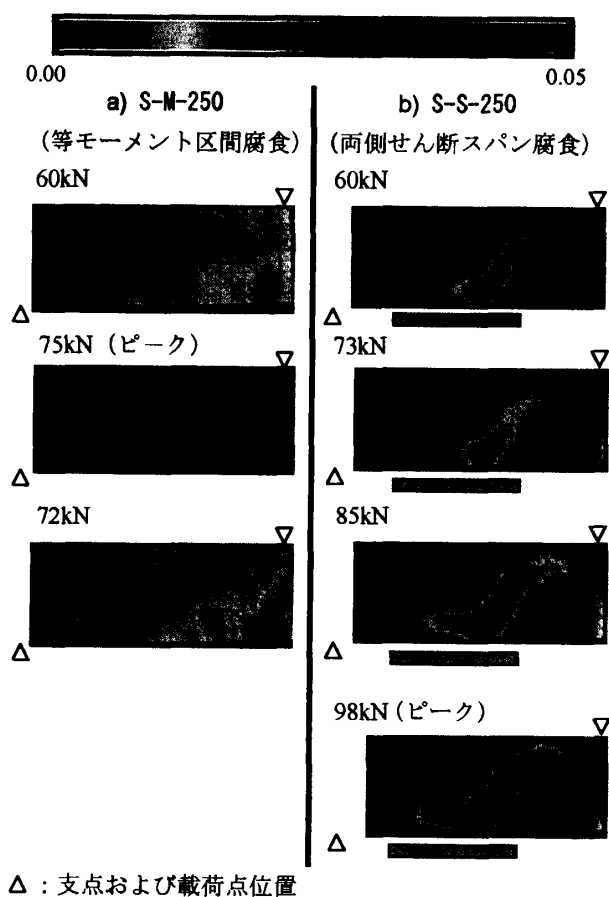 0.00 0.05
a) S-M-250
(等モーメント区間腐食)
60kN
75kN (ピーク)
72kN
b) S-S-250
(両側せん断スパン腐食)
60kN
73kN
85kN
98kN (ピーク)
△ : 支点および載荷点位置